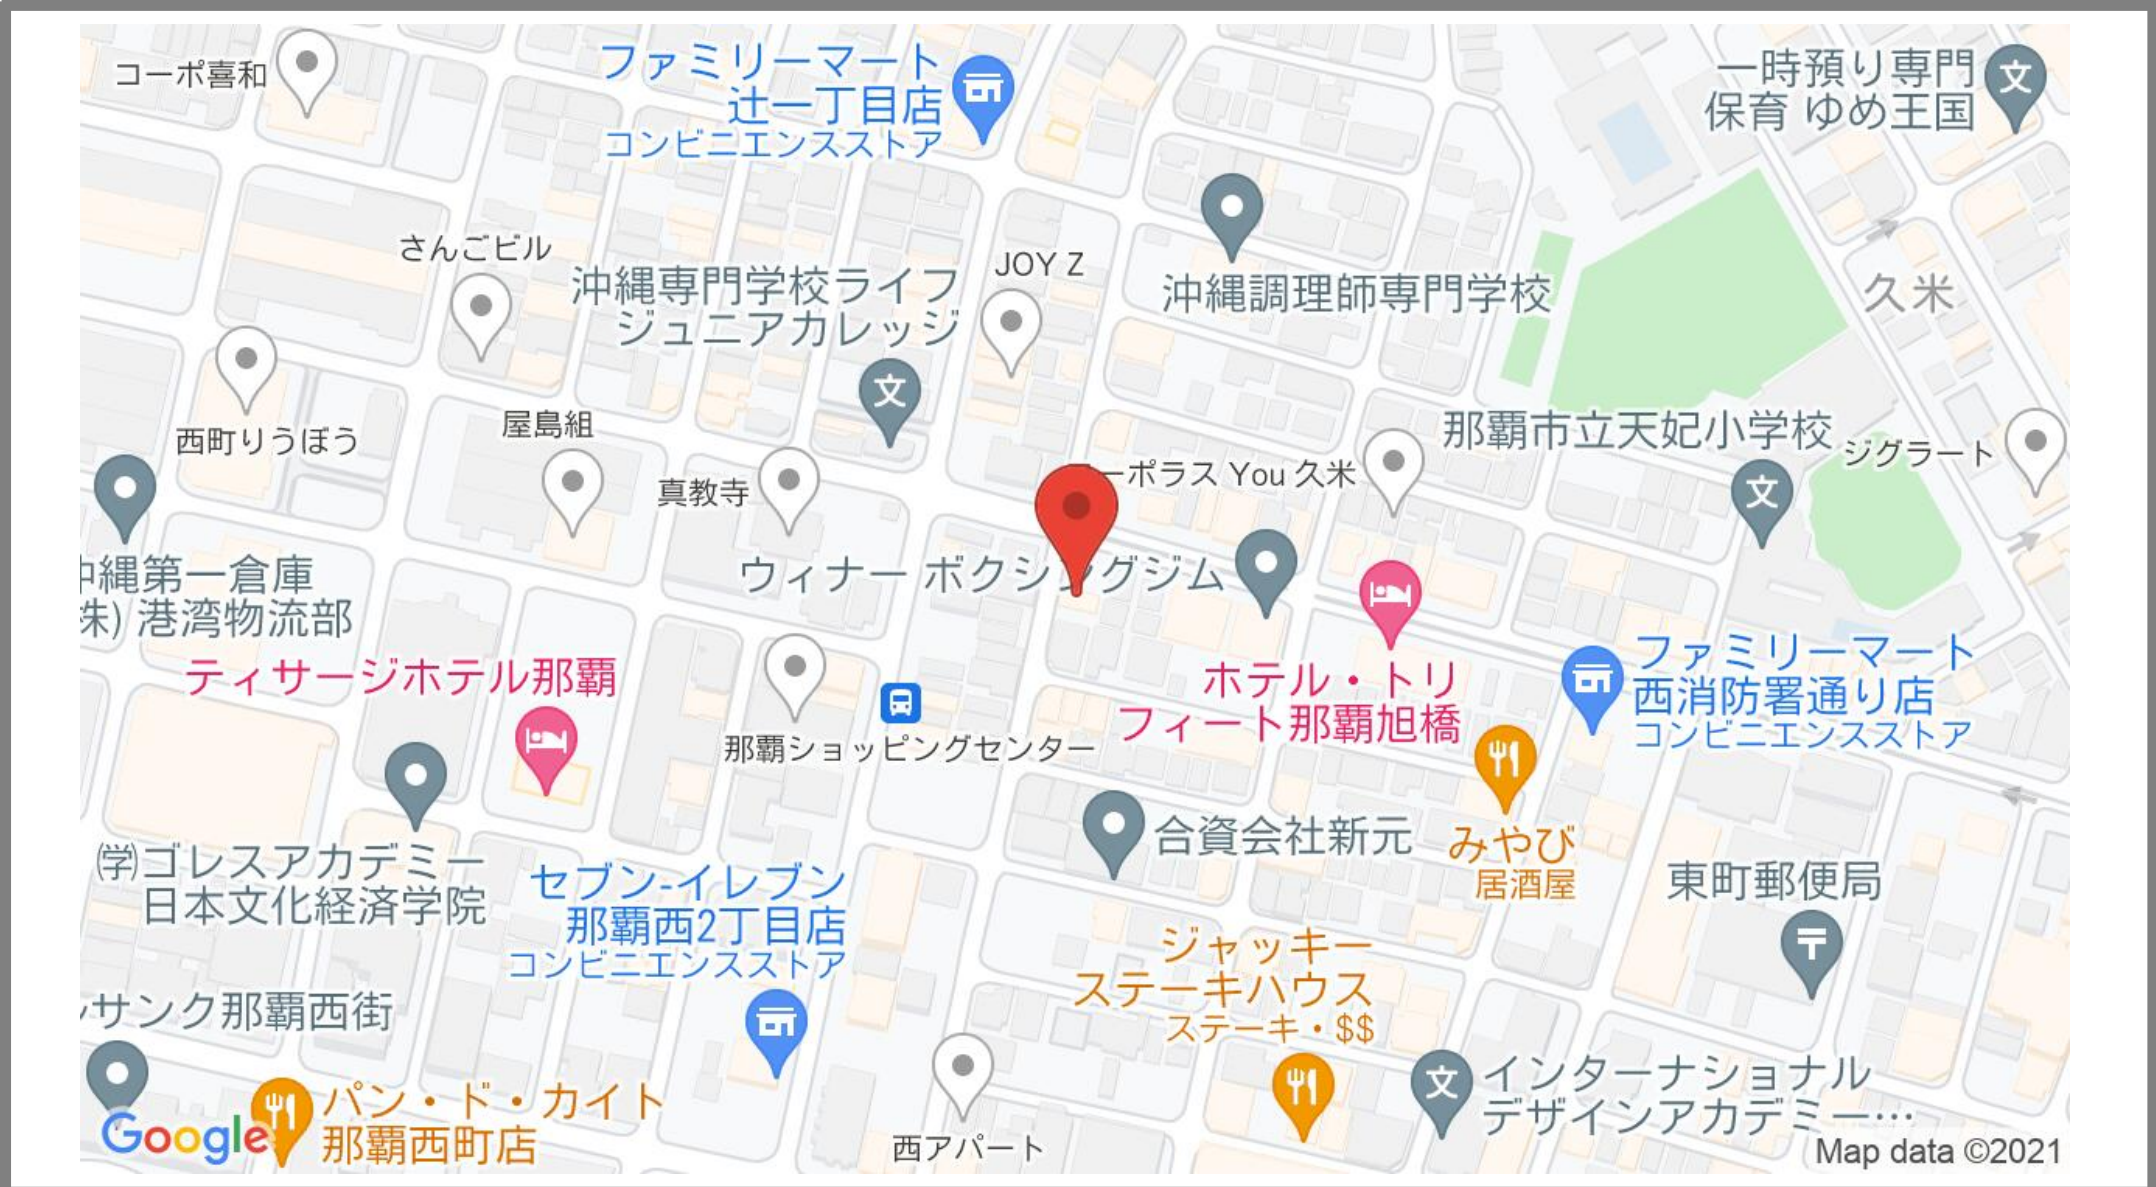 コーポ喜和
ファミリーマート
辻一丁目店
コンビニエンスストア
一時預り専門
保育 ゆめ王国
文
さんごビル
沖縄専門学校ライフ
ジュニアカレッジ
文
JOY Z
沖縄調理師専門学校
久米
西町りうぼう
屋島組
真教寺
ーポラス You 久米
那覇市立天妃小学校
文
ジグラート
縄第一倉庫
株) 港湾物流部
ウィナー ボクシングジム
ティサージホテル那覇
那覇ショッピングセンター
ホテル・トリ
フィート那覇旭橋
ファミリーマート
西消防署通り店
コンビニエンスストア
㈻ゴレスアカデミー
日本文化経済学院
セブン-イレブン
那覇西2丁目店
コンビニエンスストア
合資会社新元
みやび
居酒屋
東町郵便局
〒
サンク那覇西街
ジャッキー
ステーキハウス
ステーキ・$$
パン・ド・カイト
那覇西町店
西アパート
文
インターナショナル
デザインアカデミー…
Google
Map data ©2021